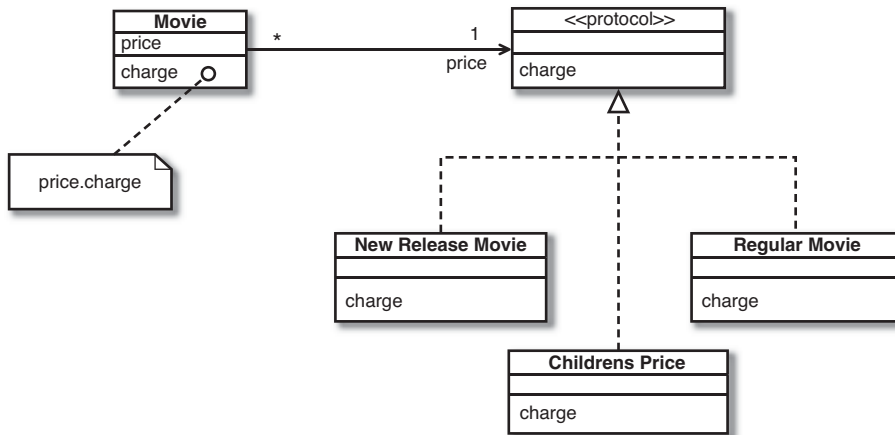 Movie
price
charge
* 1
price
<<protocol>>
charge
price.charge
New Release Movie
charge
Regular Movie
charge
Childrens Price
charge